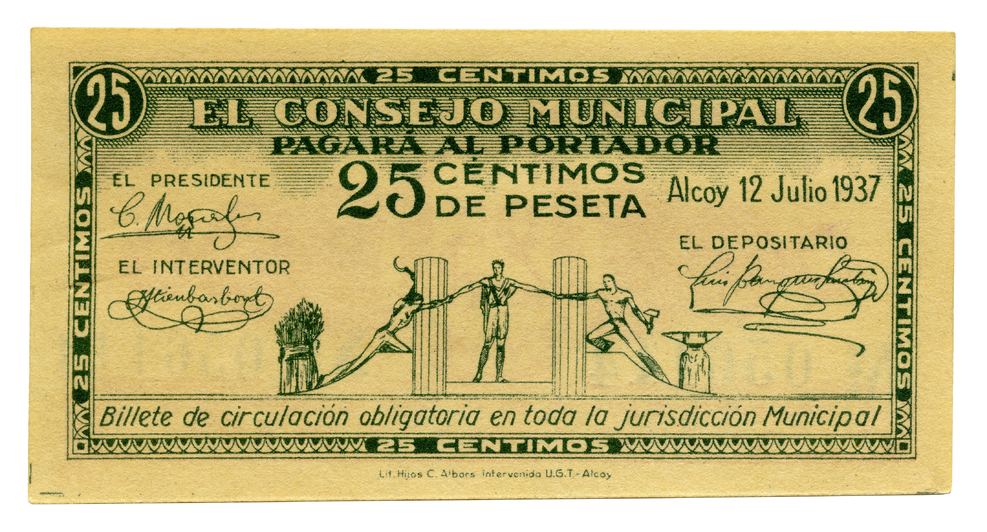 25 CENTIMOS
25
25
EL CONSEJO MUNICIPAL
PAGARÁ AL PORTADOR
25 CÉNTIMOS
DE PESETA
Alcoy 12 Julio 1937
EL PRESIDENTE
EL INTERVENTOR
EL DEPOSITARIO
25 CENTIMOS
25 CENTIMOS
Billete de circulación obligatoria en toda la jurisdicción Municipal
25 CENTIMOS
Lit. Hijos C. Albors intervenida U.G.T.-Alcoy